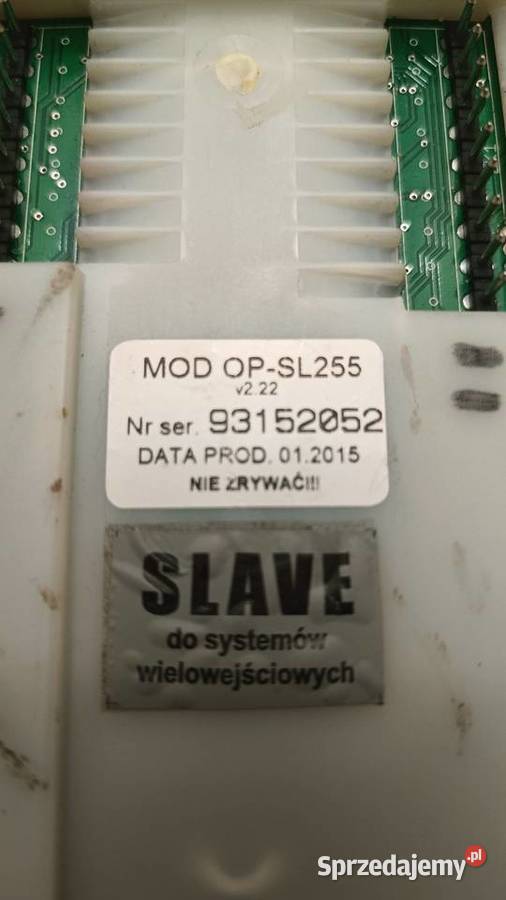 MOD OP-SL255
v2.22
Nr ser. 93152052
DATA PROD. 01.2015
NIE ZRYWAĆ!!!
SLAVE
do systemów
wielowejściowych
Sprzedajemy.pl